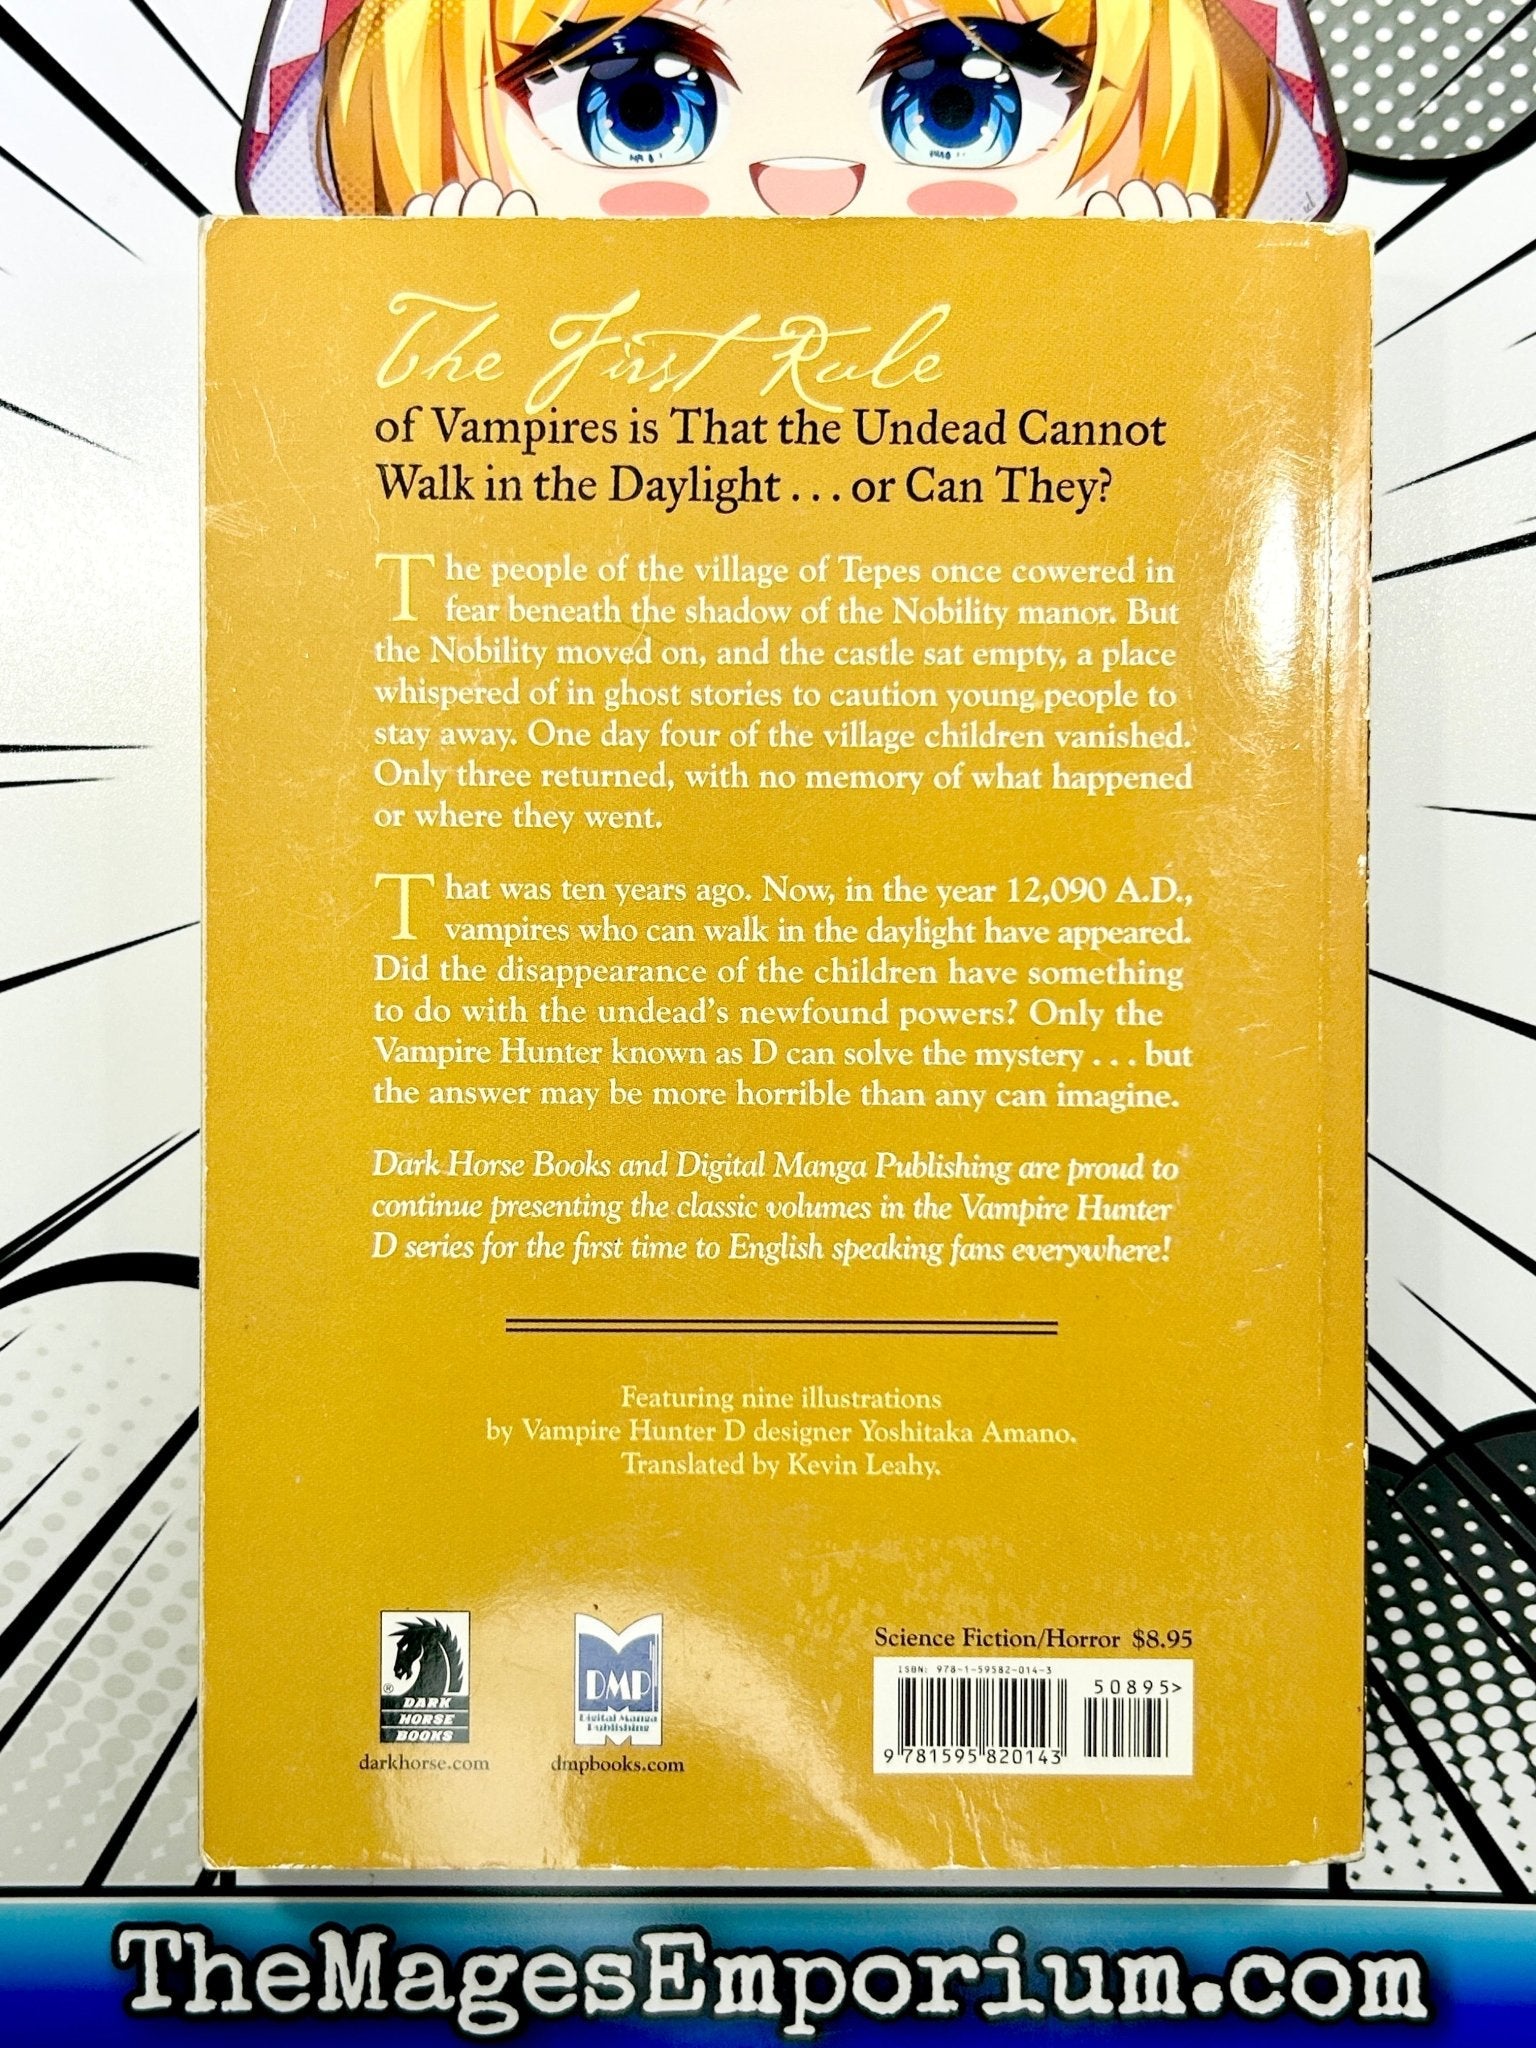 The First Rule
of Vampires is That the Undead Cannot
Walk in the Daylight . . . or Can They?
The people of the village of Tepes once cowered in
fear beneath the shadow of the Nobility manor. But
the Nobility moved on, and the castle sat empty, a place
whispered of in ghost stories to caution young people to
stay away. One day four of the village children vanished.
Only three returned, with no memory of what happened
or where they went.
That was ten years ago. Now, in the year 12,090 A.D.,
vampires who can walk in the daylight have appeared.
Did the disappearance of the children have something
to do with the undead's newfound powers? Only the
Vampire Hunter known as D can solve the mystery . . . but
the answer may be more horrible than any can imagine.
Dark Horse Books and Digital Manga Publishing are proud to
continue presenting the classic volumes in the Vampire Hunter
D series for the first time to English speaking fans everywhere!
Featuring nine illustrations
by Vampire Hunter D designer Yoshitaka Amano.
Translated by Kevin Leahy.
®
DARK
HORSE
BOOKS
darkhorse.com
DMP
Digital Manga
Publishing
dmpbooks.com
Science Fiction/Horror $8.95
ISBN: 978-1-59582-014-3
50895>
9 781595 820143
TheMagesEmporium.com